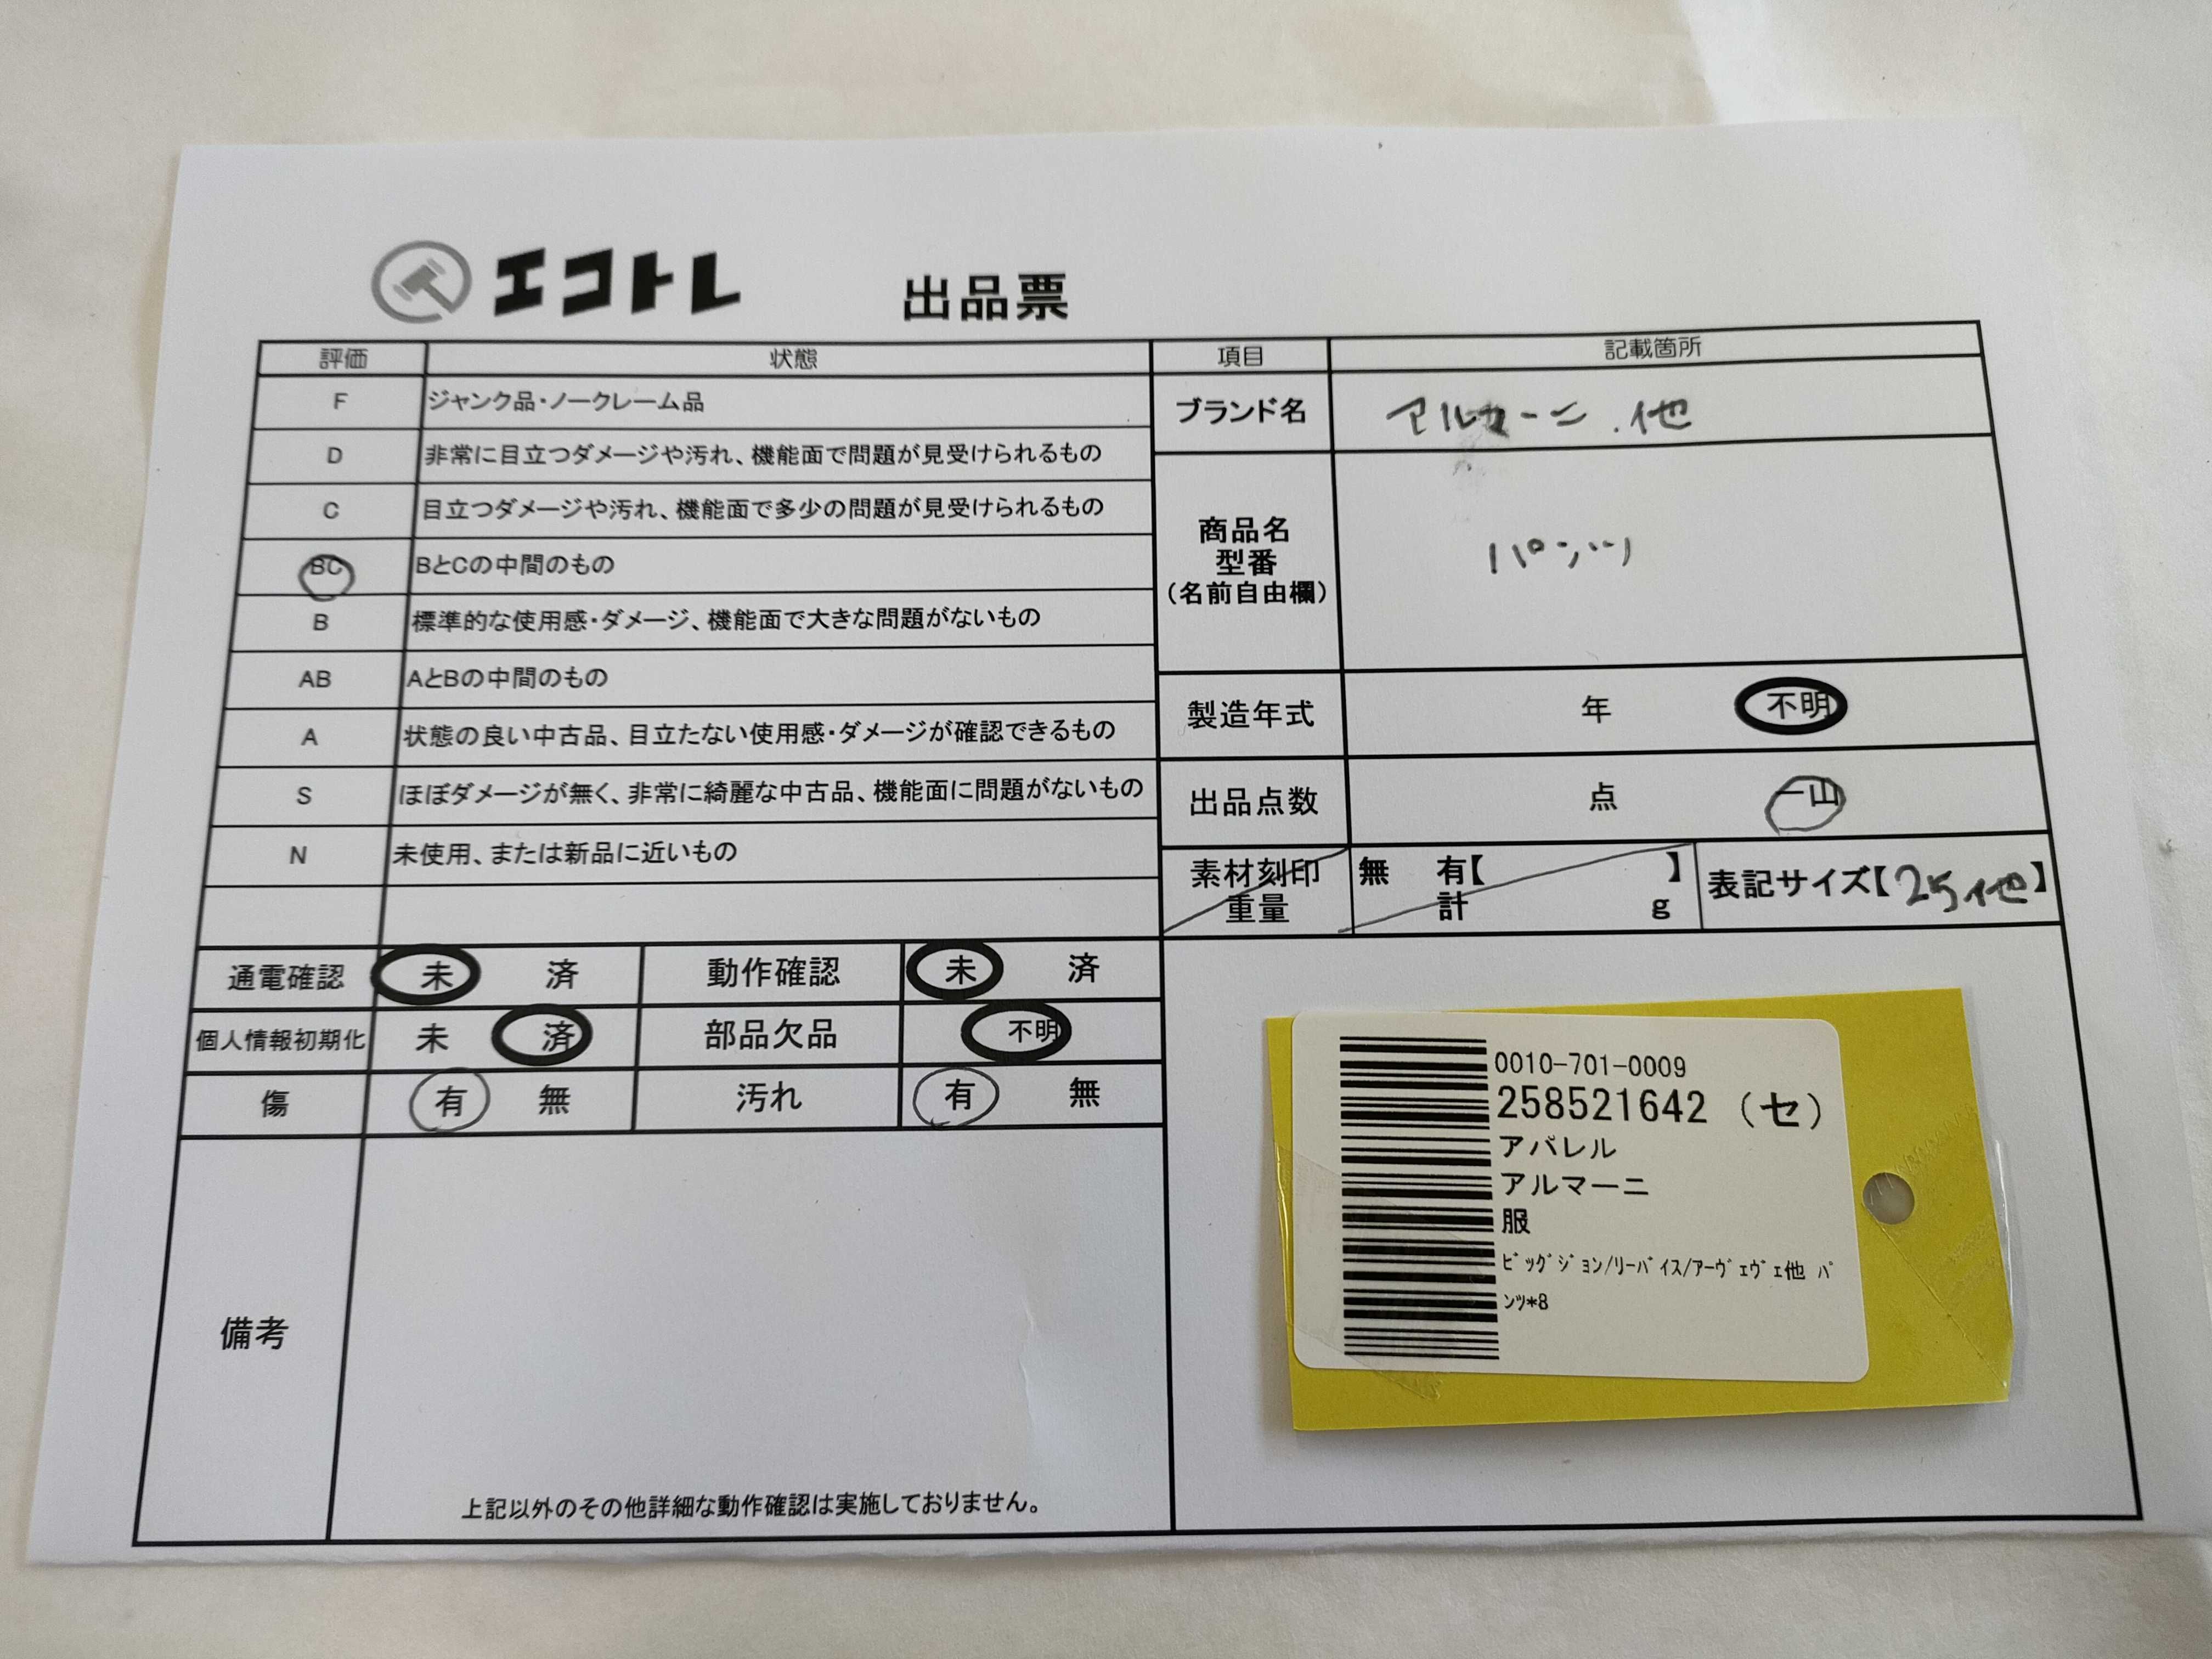 エコトレ 出品票
評価 状態
F ジャンク品・ノークレーム品
D 非常に目立つダメージや汚れ、機能面で問題が見受けられるもの
C 目立つダメージや汚れ、機能面で多少の問題が見受けられるもの
BC BとCの中間のもの
B 標準的な使用感・ダメージ、機能面で大きな問題がないもの
AB AとBの中間のもの
A 状態の良い中古品、目立たない使用感・ダメージが確認できるもの
S ほぼダメージが無く、非常に綺麗な中古品、機能面に問題がないもの
N 未使用、または新品に近いもの
通電確認 未 済 動作確認 未 済
個人情報初期化 未 済 部品欠品 不明
傷 有 無 汚れ 有 無
備考
上記以外のその他詳細な動作確認は実施しておりません。
項目 記載箇所
ブランド名 アルマーニ .他
商品名
型番
(名前自由欄)
パンツ
製造年式 年 不明
出品点数 点 一山
素材刻印 無 有【 】
重量 計 g
表記サイズ【25他】
0010-701-0009
258521642 (セ)
アパレル
アルマーニ
服
ﾋﾞｯｸﾞｼﾞｮﾝ/ﾘｰﾊﾞｲｽ/ｱｰｳﾞｪｳﾞｪ他 ﾊﾟ
ﾝﾂ*8